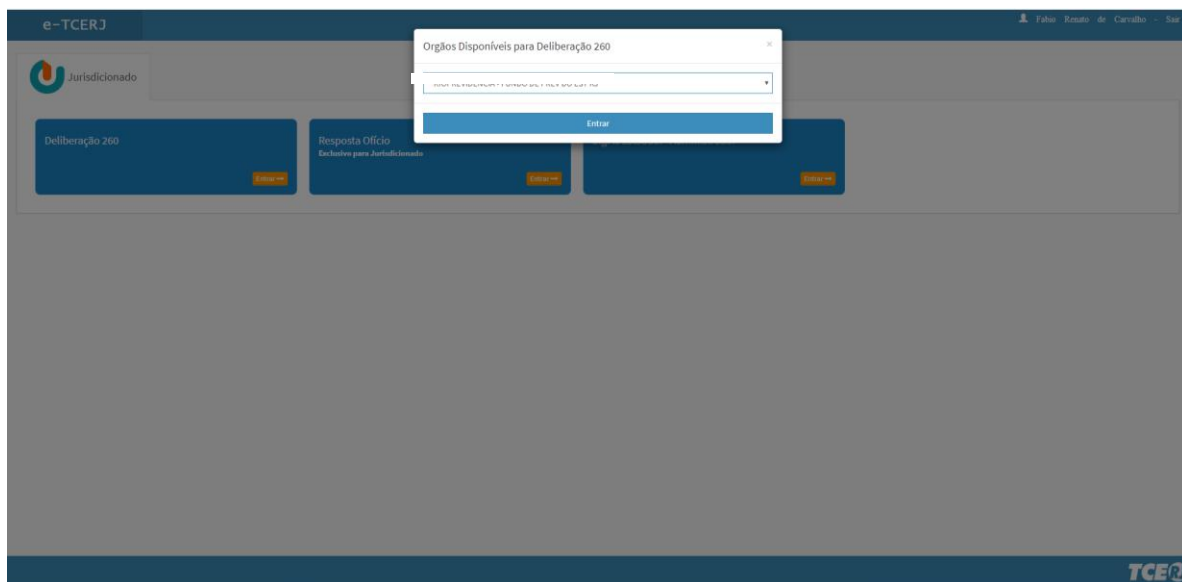 e-TCERJ
Fabio Renato de Carvalho - Sair
Orgãos Disponíveis para Deliberação 260
×
Jurisdicionado
Entrar
Deliberação 260
Entrar
Resposta Ofício
Exclusivo para Jurisdicionado
Entrar
Entrar
TCER